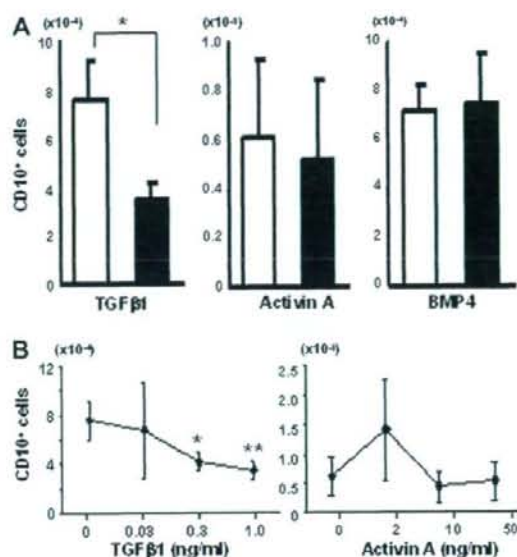 A
(x10⁻⁴)
(x10⁻³)
(x10⁻⁴)
*
10
8
6
4
2
0
1.0
0.8
0.6
0.4
0.2
0
10
8
6
4
2
0
CD10⁺ cells
TGFβ1
Activin A
BMP4
B
(x10⁻⁴)
(x10⁻³)
12
8
4
0
2.5
2.0
1.5
1.0
0.5
0
CD10⁺ cells
*
**
0 0.03 0.3 1.0
0 2 10 50
TGFβ1 (ng/ml)
Activin A (ng/ml)